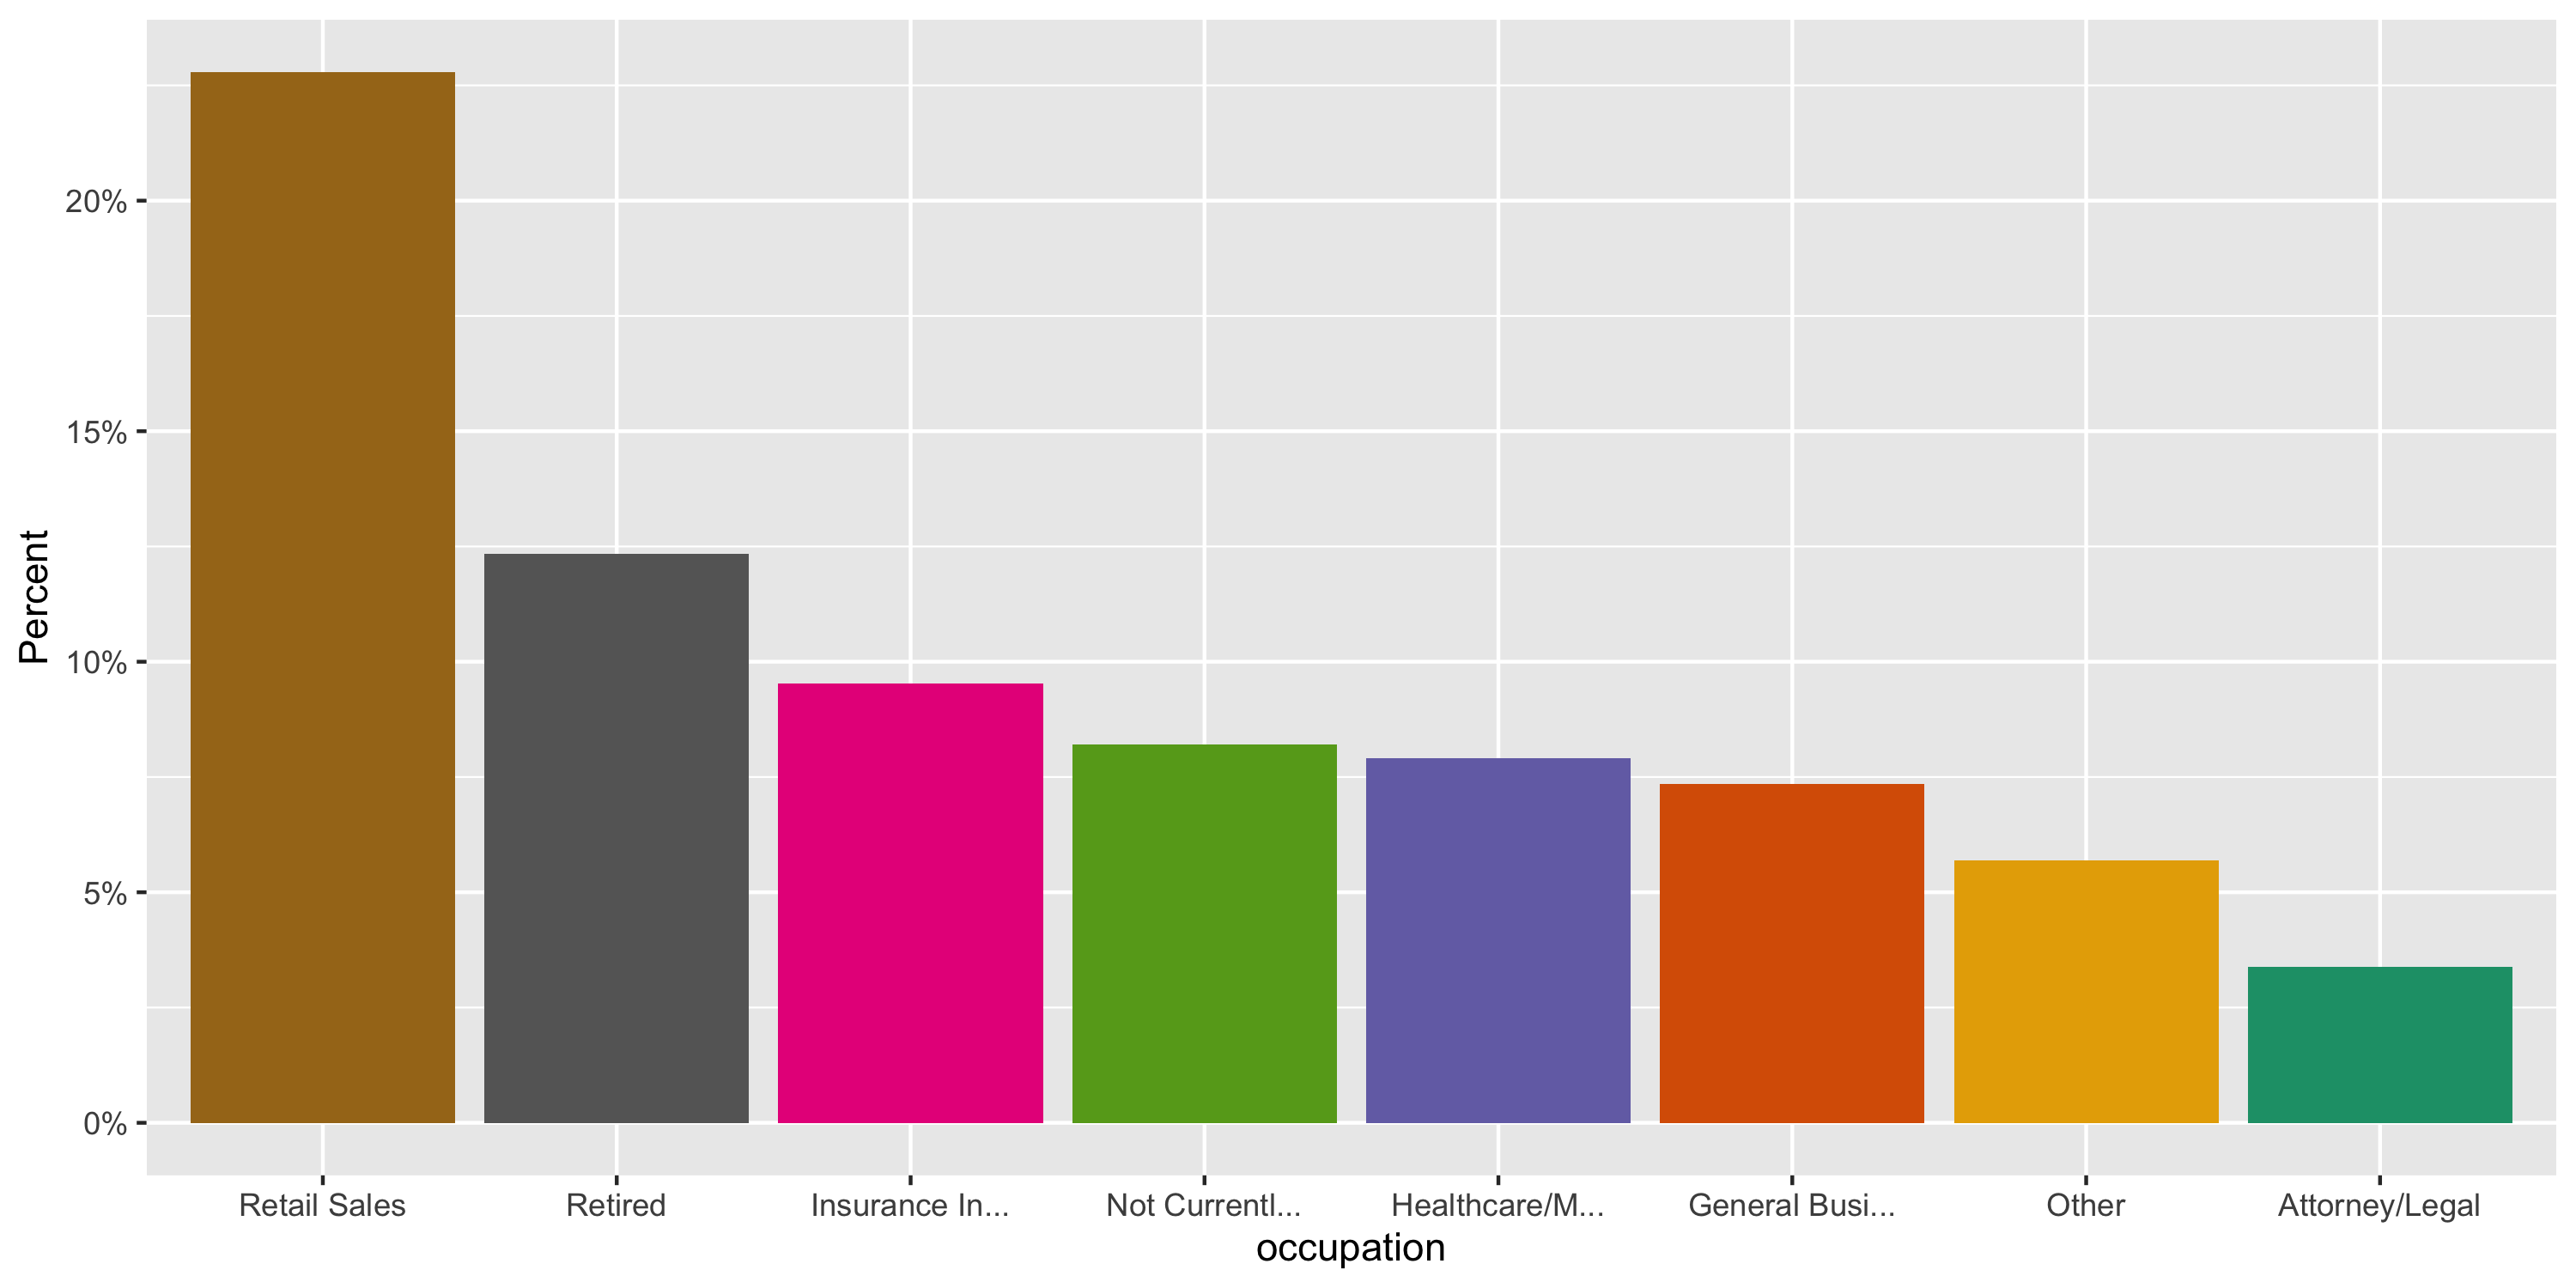 20%
15%
10%
5%
0%
Percent
Retail Sales
Retired
Insurance In...
Not Currentl...
Healthcare/M...
General Busi...
Other
Attorney/Legal
occupation